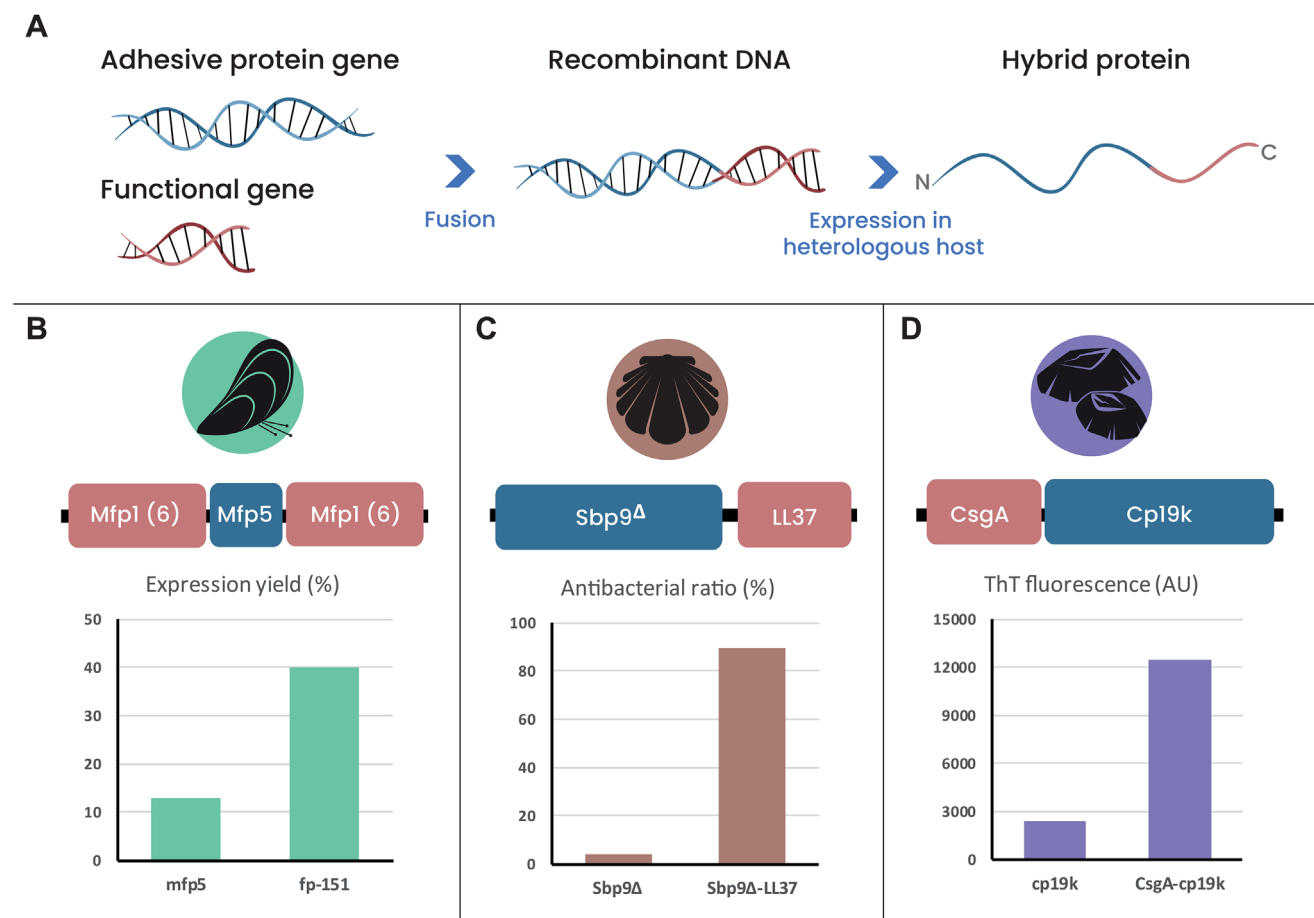 A
Adhesive protein gene
Recombinant DNA
Hybrid protein
Functional gene
Fusion
Expression in
heterologous host
N
C
B
Mfp1 (6) Mfp5 Mfp1 (6)
Expression yield (%)
50
40
30
20
10
0
mfp5 fp-151
C
Sbp9Δ LL37
Antibacterial ratio (%)
100
80
60
40
20
0
Sbp9Δ Sbp9Δ-LL37
D
CsgA Cp19k
ThT fluorescence (AU)
15000
12000
9000
6000
3000
0
cp19k CsgA-cp19k